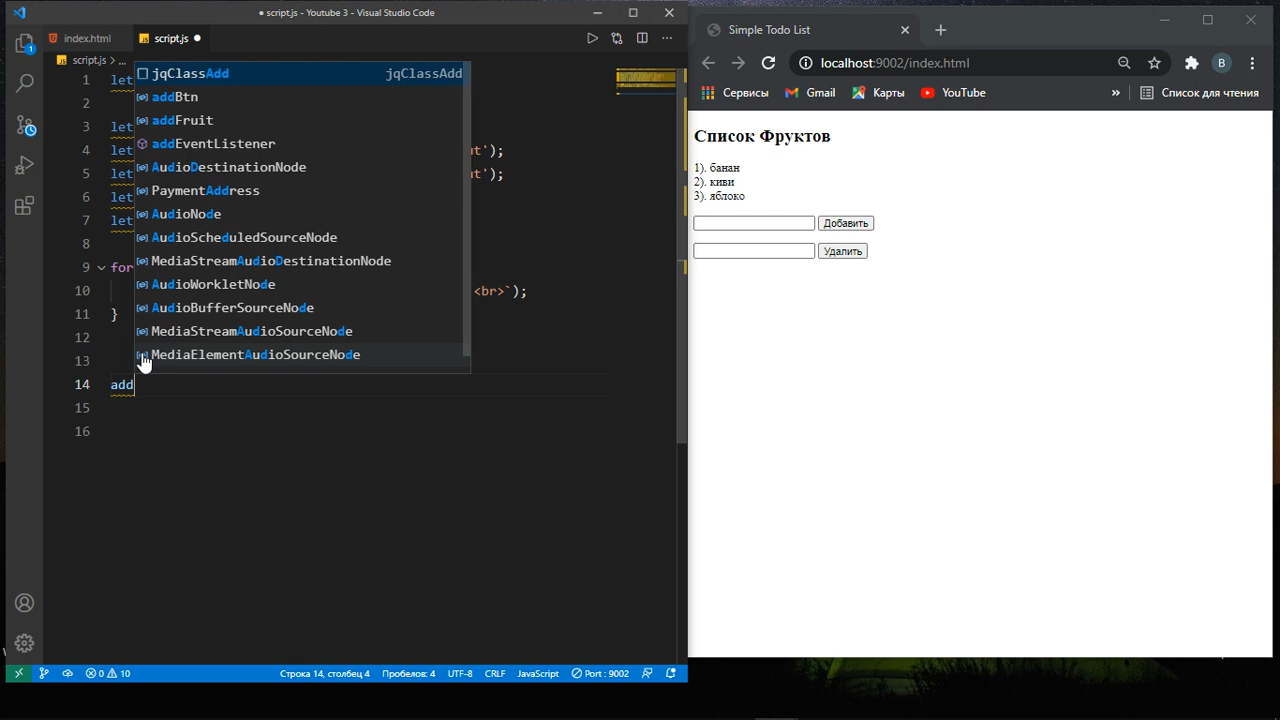 ● script.js - Youtube 3 - Visual Studio Code
index.html
script.js ●
script.js > ...
1 let
2
3 let
4 let ut');
5 let ut');
6 let
7 let
8
9 for
10 <br>`);
11 }
12
13
14 add
15
16
jqClassAdd jqClassAdd
addBtn
addFruit
addEventListener
AudioDestinationNode
PaymentAddress
AudioNode
AudioScheduledSourceNode
MediaStreamAudioDestinationNode
AudioWorkletNode
AudioBufferSourceNode
MediaStreamAudioSourceNode
MediaElementAudioSourceNode
1
0 10
Строка 14, столбец 4 Пробелов: 4 UTF-8 CRLF JavaScript Port : 9002
Simple Todo List
localhost:9002/index.html
B
Сервисы Gmail Карты YouTube » Список для чтения
Список Фруктов
1). банан
2). киви
3). яблоко
Добавить
Удалить